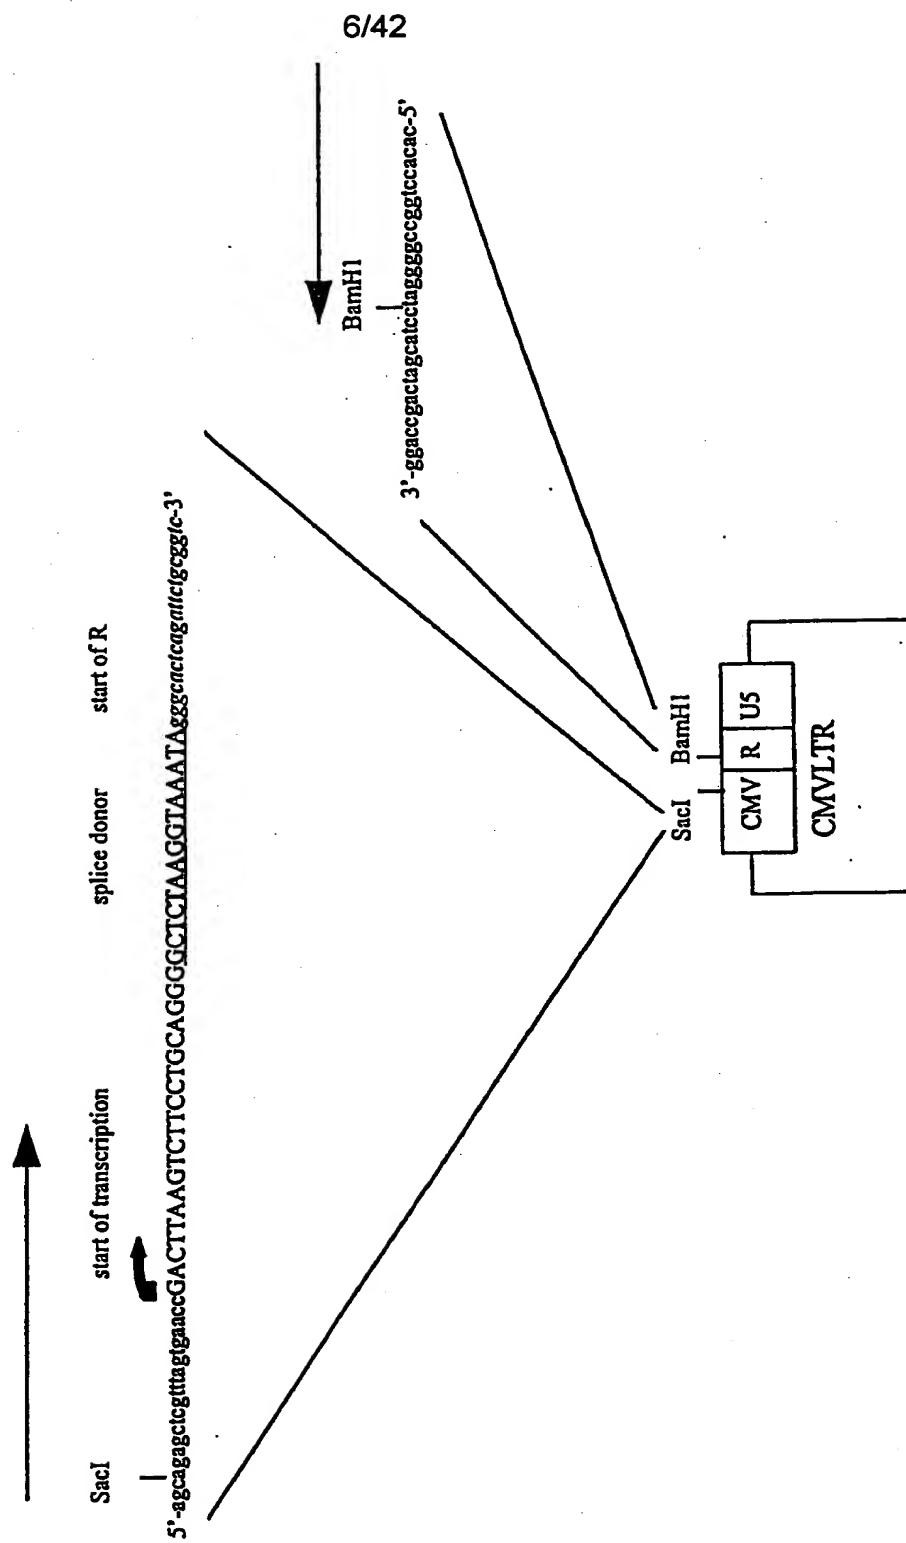 6/42
SacI start of transcription splice donor start of R
5'-agcagagctcgtttagtgaaccGACTTAAGTCTTCCTGCAGGGGCTCTAAGGTAAATAgggcactcagattctgcggtc-3'
BamH1
3'-ggaccgactagcatcctaggggccggtccacac-5'
SacI BamH1
CMV R U5
CMVLTR